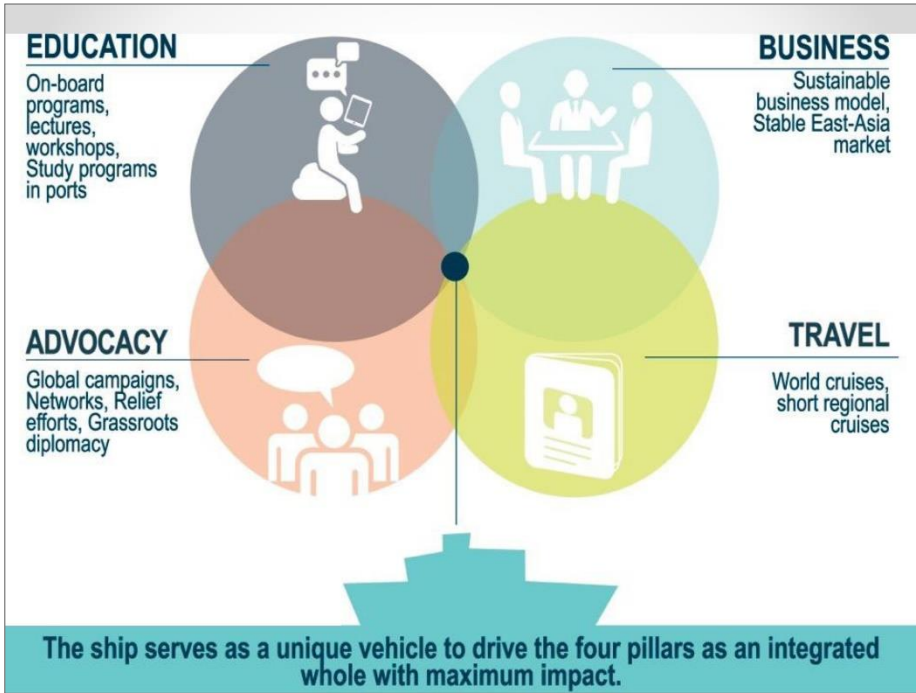 EDUCATION
On-board
programs,
lectures,
workshops,
Study programs
in ports
BUSINESS
Sustainable
business model,
Stable East-Asia
market
ADVOCACY
Global campaigns,
Networks, Relief
efforts, Grassroots
diplomacy
TRAVEL
World cruises,
short regional
cruises
The ship serves as a unique vehicle to drive the four pillars as an integrated
whole with maximum impact.